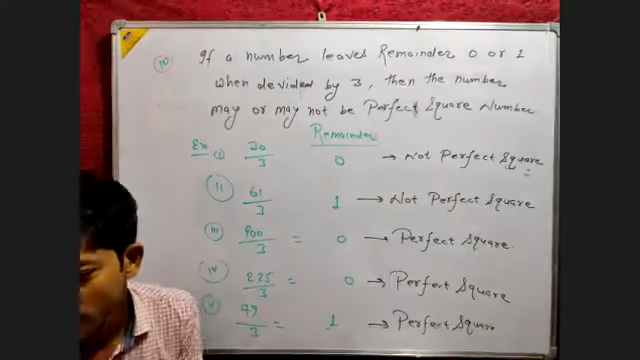 10 If a number leaves Remainder 0 or 1
when devided by 3, then the number
may or may not be Perfect Square Number
Remainder
Ex (i) 30/3 0 → Not Perfect Square
(ii) 61/3 1 → Not Perfect Square
(iii) 900/3 = 0 → Perfect Square
(iv) 225/3 = 0 → Perfect Square
(v) 49/3 = 1 → Perfect Square